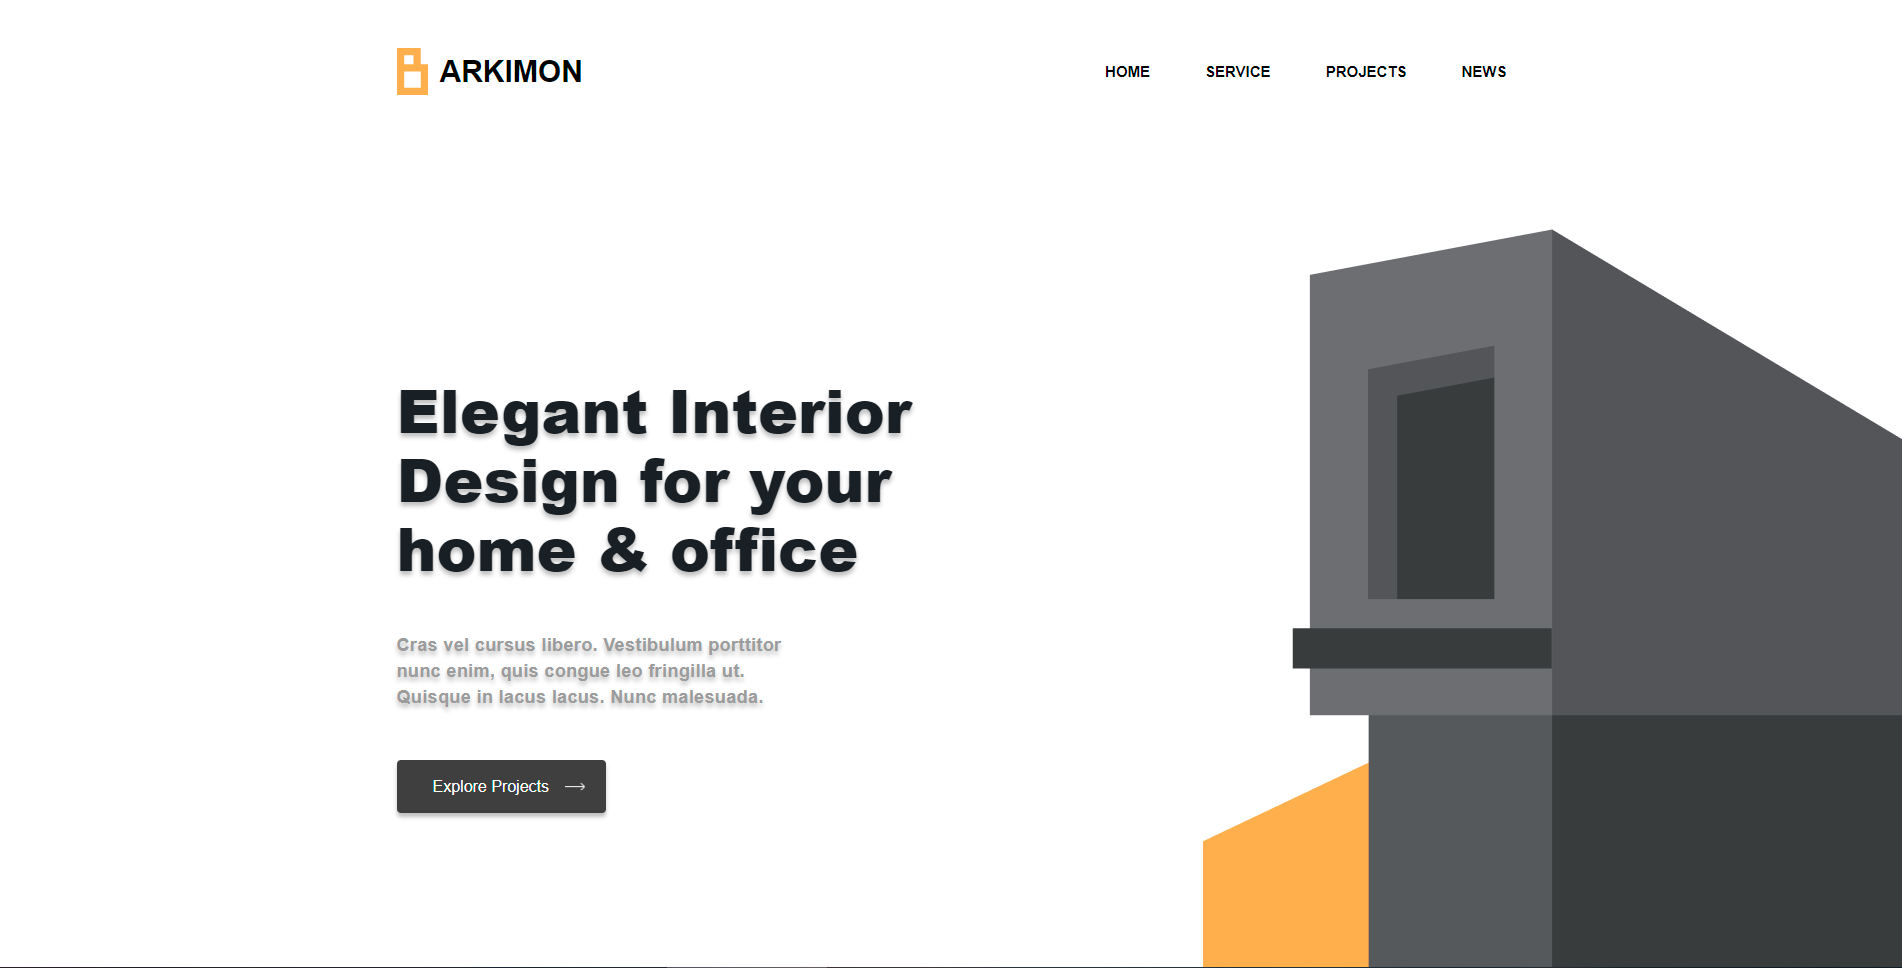 ARKIMON
HOME SERVICE PROJECTS NEWS
Elegant Interior
Design for your
home & office
Cras vel cursus libero. Vestibulum porttitor
nunc enim, quis congue leo fringilla ut.
Quisque in lacus lacus. Nunc malesuada.
Explore Projects